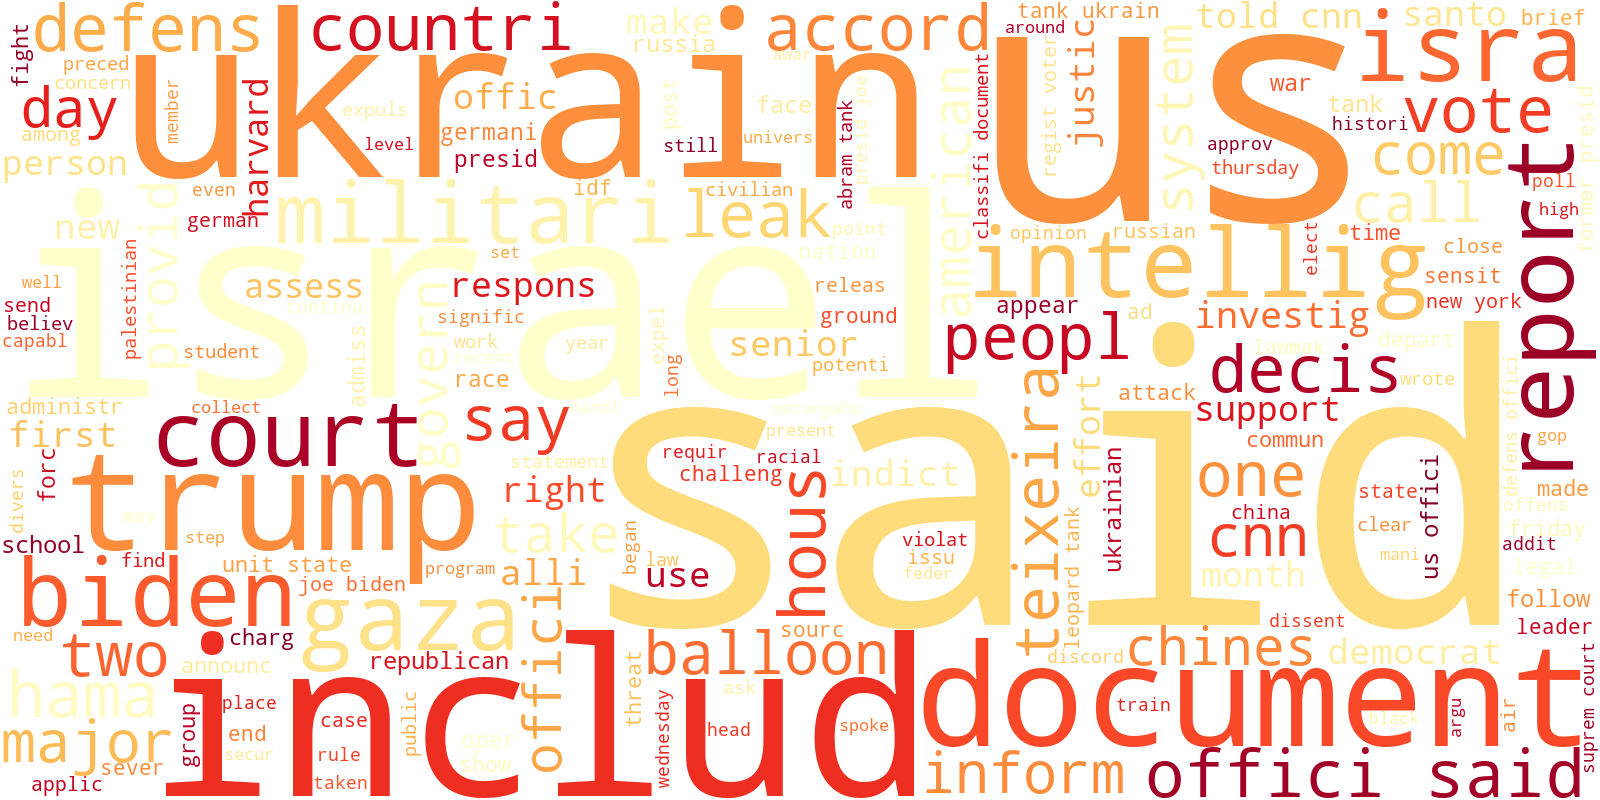 defens
countri
make
russia
accord
tank ukrain
around
told cnn
santo
brief
fight
preced
concern
day
among
person
ukrain
us
member
harvard
expuls
level
offic
germani
presid
still
post
awar
face
univers
abram tank
presid joe
american
classifi document
regist voter
justic
system
war
approv
thursday
isra
tank
histori
vote
come
report
former presid
poll
high
new
provid
even
german
militari
idf
civilian
leak
point
nation
opinion
russian
call
elect
time
close
sensit
new york
intellig
well
send
believ
capabl
palestinian
israel
assess
continu
govern
set
respons
signific
work
recent
race
year
expel
long
releas
ground
senior
potenti
appear
ad
peopl
investig
lawmak
depart
student
admiss
decis
wrote
attack
support
commun
defens offici
gop
administr
first
collect
court
say
handl
netanyahu
present
said
teixeira
effort
statement
requir
racial
challeng
hous
indict
right
take
one
cnn
state
china
clear
mani
us offici
ukrainian
made
offens
friday
addit
legal
divers
forc
trump
way
step
school
find
unit state
joe biden
program
biden
alli
began
law
use
violat
issu
feder
month
leopard tank
follow
leader
dissent
need
two
charg
gaza
offici
announc
republican
sourc
balloon
discord
chines
democrat
hama
major
sever
applic
group
place
end
secur
includ
case
rule
taken
public
oper
show
threat
wednesday
ask
head
spoke
document
train
black
argu
air
suprem court
inform
offici said